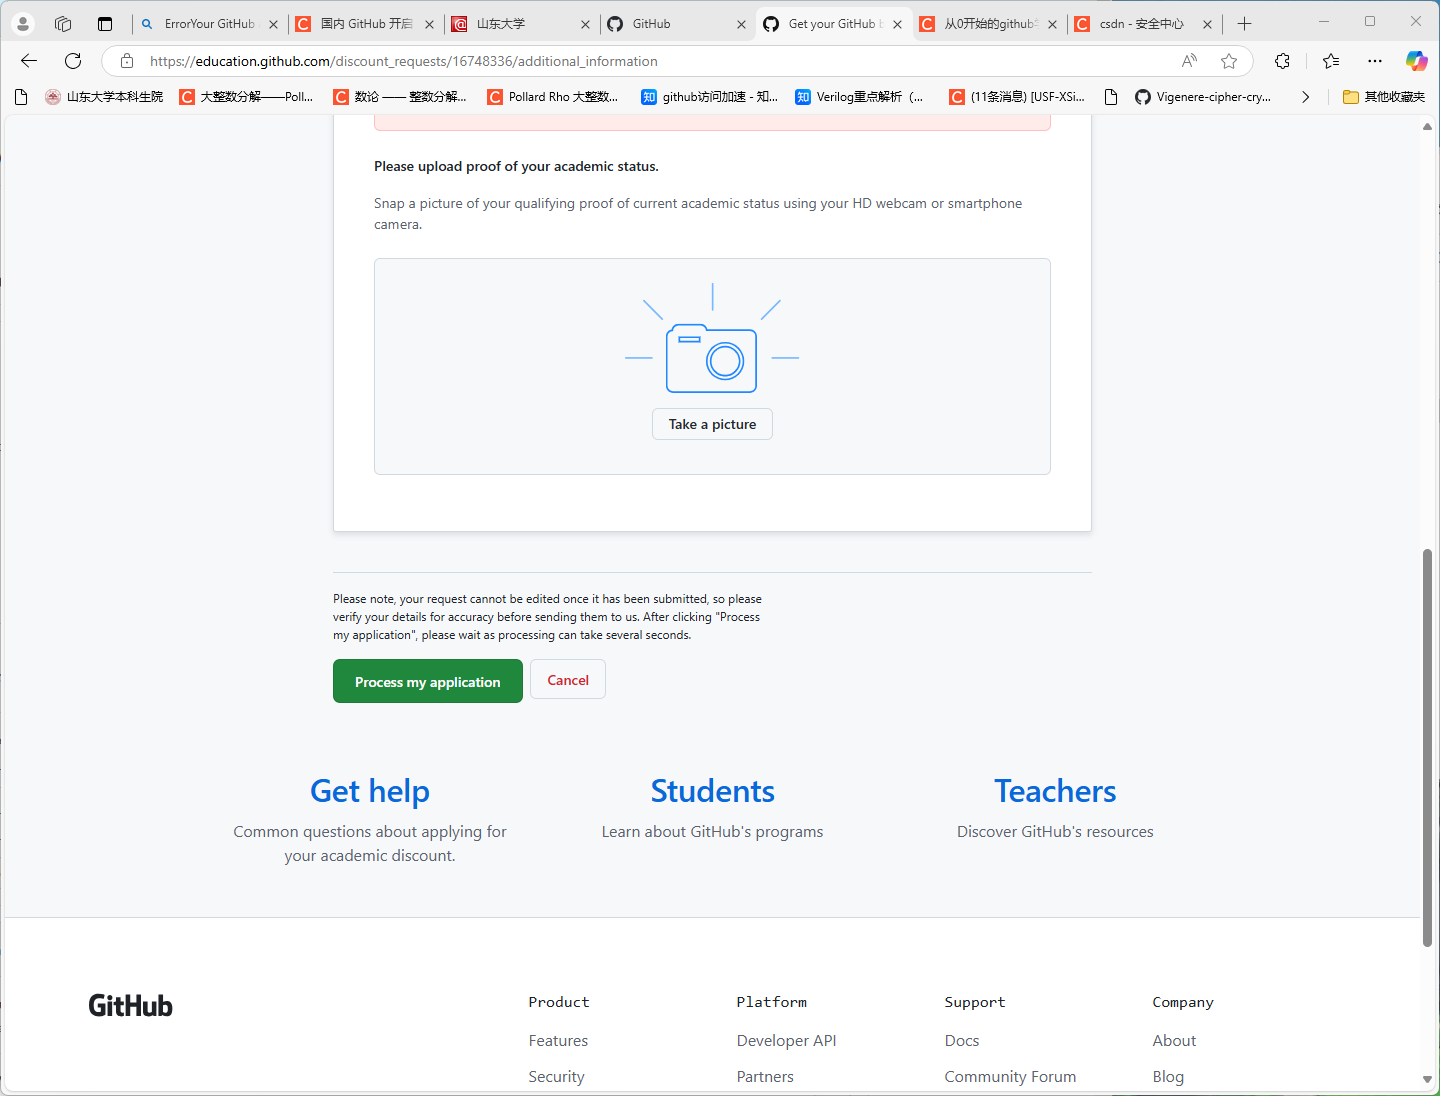 ErrorYour GitHub
国内 GitHub 开启
山东大学
GitHub
Get your GitHub b
从0开始的github
csdn - 安全中心
https://education.github.com/discount_requests/16748336/additional_information
山东大学本科生院
大整数分解——Poll...
数论 —— 整数分解...
Pollard Rho 大整数...
github访问加速 - 知...
Verilog重点解析（...
(11条消息) [USF-XSi...
Vigenere-cipher-cry...
其他收藏夹
Please upload proof of your academic status.
Snap a picture of your qualifying proof of current academic status using your HD webcam or smartphone
camera.
Take a picture
Please note, your request cannot be edited once it has been submitted, so please
verify your details for accuracy before sending them to us. After clicking "Process
my application", please wait as processing can take several seconds.
Process my application
Cancel
Get help
Common questions about applying for
your academic discount.
Students
Learn about GitHub's programs
Teachers
Discover GitHub's resources
GitHub
Product
Features
Security
Platform
Developer API
Partners
Support
Docs
Community Forum
Company
About
Blog